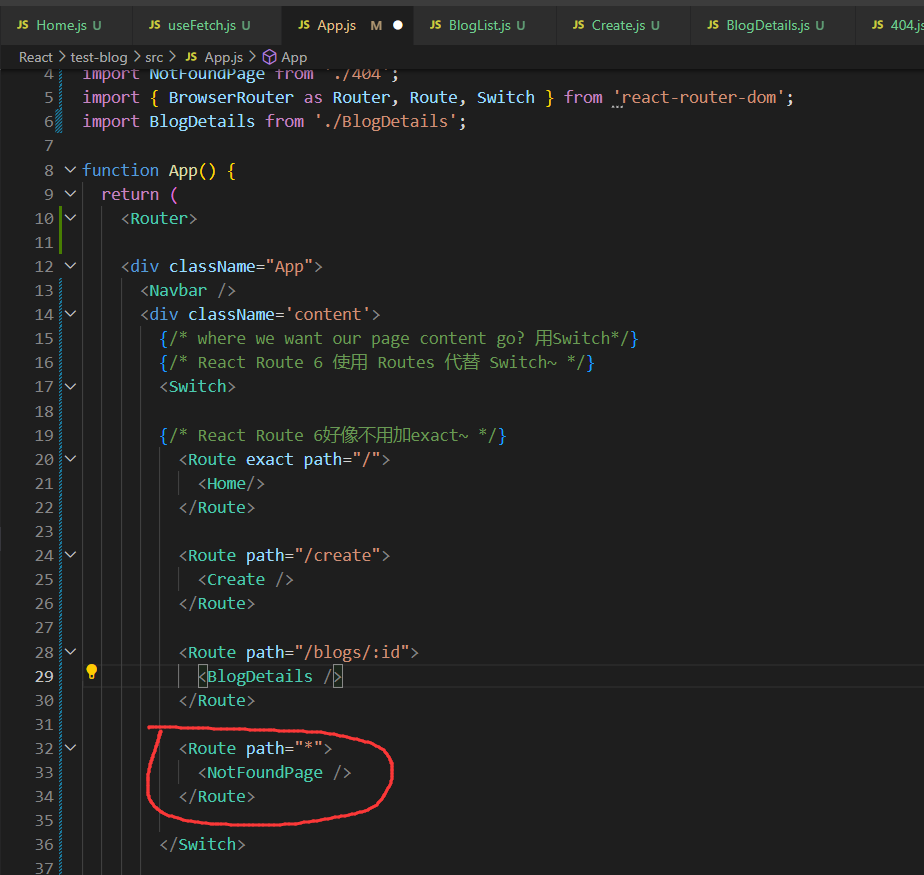 JS Home.js U JS useFetch.js U JS App.js M JS BlogList.js U JS Create.js U JS BlogDetails.js U JS 404.js
React > test-blog > src > JS App.js > App
4 import NotFoundPage from './404';
5 import { BrowserRouter as Router, Route, Switch } from 'react-router-dom';
6 import BlogDetails from './BlogDetails';
7
8 function App() {
9 return (
10 <Router>
11
12 <div className="App">
13 <Navbar />
14 <div className='content'>
15 {/* where we want our page content go? 用Switch*/}
16 {/* React Route 6 使用 Routes 代替 Switch~ */}
17 <Switch>
18
19 {/* React Route 6好像不用加exact~ */}
20 <Route exact path="/">
21 <Home/>
22 </Route>
23
24 <Route path="/create">
25 <Create />
26 </Route>
27
28 <Route path="/blogs/:id">
29 <BlogDetails />
30 </Route>
31
32 <Route path="*">
33 <NotFoundPage />
34 </Route>
35
36 </Switch>
37